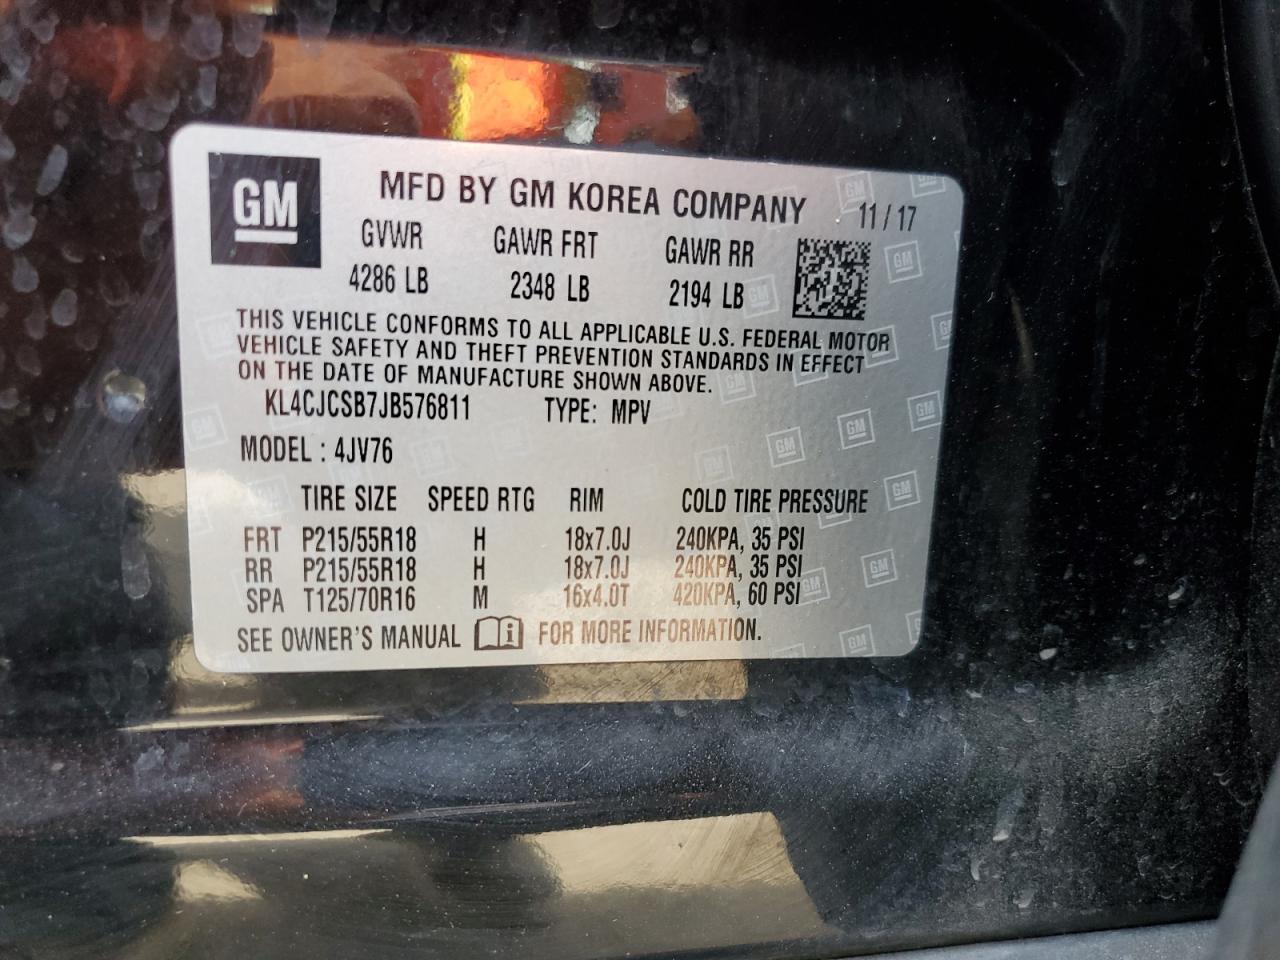 GM
MFD BY GM KOREA COMPANY 11 / 17
GVWR GAWR FRT GAWR RR
4286 LB 2348 LB 2194 LB
THIS VEHICLE CONFORMS TO ALL APPLICABLE U.S. FEDERAL MOTOR
VEHICLE SAFETY AND THEFT PREVENTION STANDARDS IN EFFECT
ON THE DATE OF MANUFACTURE SHOWN ABOVE.
KL4CJCSB7JB576811 TYPE: MPV
MODEL : 4JV76
TIRE SIZE SPEED RTG RIM COLD TIRE PRESSURE
FRT P215/55R18 H 18x7.0J 240KPA, 35 PSI
RR P215/55R18 H 18x7.0J 240KPA, 35 PSI
SPA T125/70R16 M 16x4.0T 420KPA, 60 PSI
SEE OWNER'S MANUAL i FOR MORE INFORMATION.